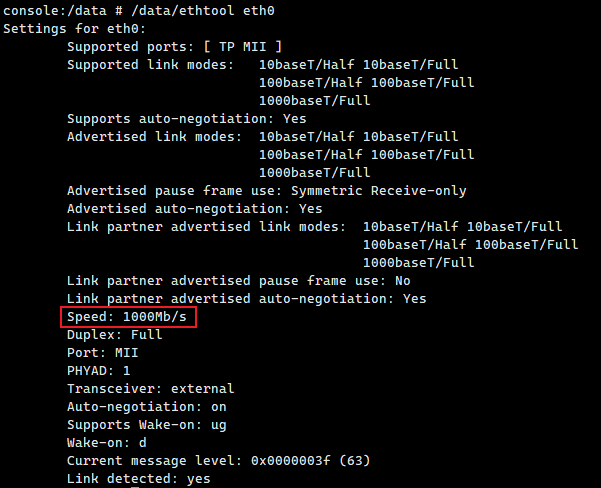 console:/data # /data/ethtool eth0
Settings for eth0:
Supported ports: [ TP MII ]
Supported link modes: 10baseT/Half 10baseT/Full
100baseT/Half 100baseT/Full
1000baseT/Full
Supports auto-negotiation: Yes
Advertised link modes: 10baseT/Half 10baseT/Full
100baseT/Half 100baseT/Full
1000baseT/Full
Advertised pause frame use: Symmetric Receive-only
Advertised auto-negotiation: Yes
Link partner advertised link modes: 10baseT/Half 10baseT/Full
100baseT/Half 100baseT/Full
1000baseT/Full
Link partner advertised pause frame use: No
Link partner advertised auto-negotiation: Yes
Speed: 1000Mb/s
Duplex: Full
Port: MII
PHYAD: 1
Transceiver: external
Auto-negotiation: on
Supports Wake-on: ug
Wake-on: d
Current message level: 0x0000003f (63)
Link detected: yes